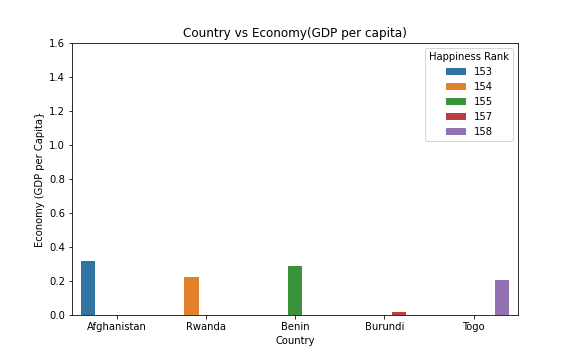 Country vs Economy(GDP per capita)
Economy (GDP per Capita}
1.6
1.4
1.2
1.0
0.8
0.6
0.4
0.2
0.0
Happiness Rank
153
154
155
157
158
Afghanistan Rwanda Benin Burundi Togo
Country